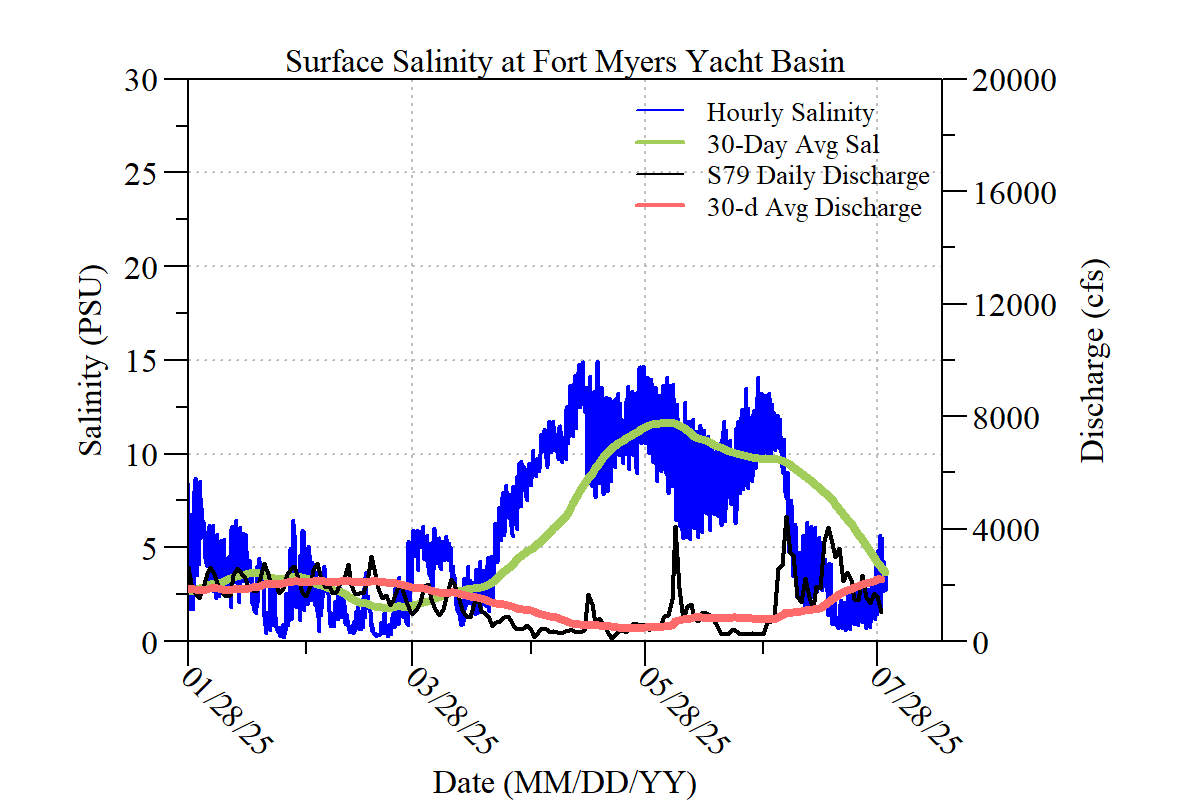 Surface Salinity at Fort Myers Yacht Basin
30
25
20
15
10
5
0
Salinity (PSU)
Hourly Salinity
30-Day Avg Sal
S79 Daily Discharge
30-d Avg Discharge
20000
16000
12000
8000
4000
0
Discharge (cfs)
01/28/25
03/28/25
05/28/25
07/28/25
Date (MM/DD/YY)